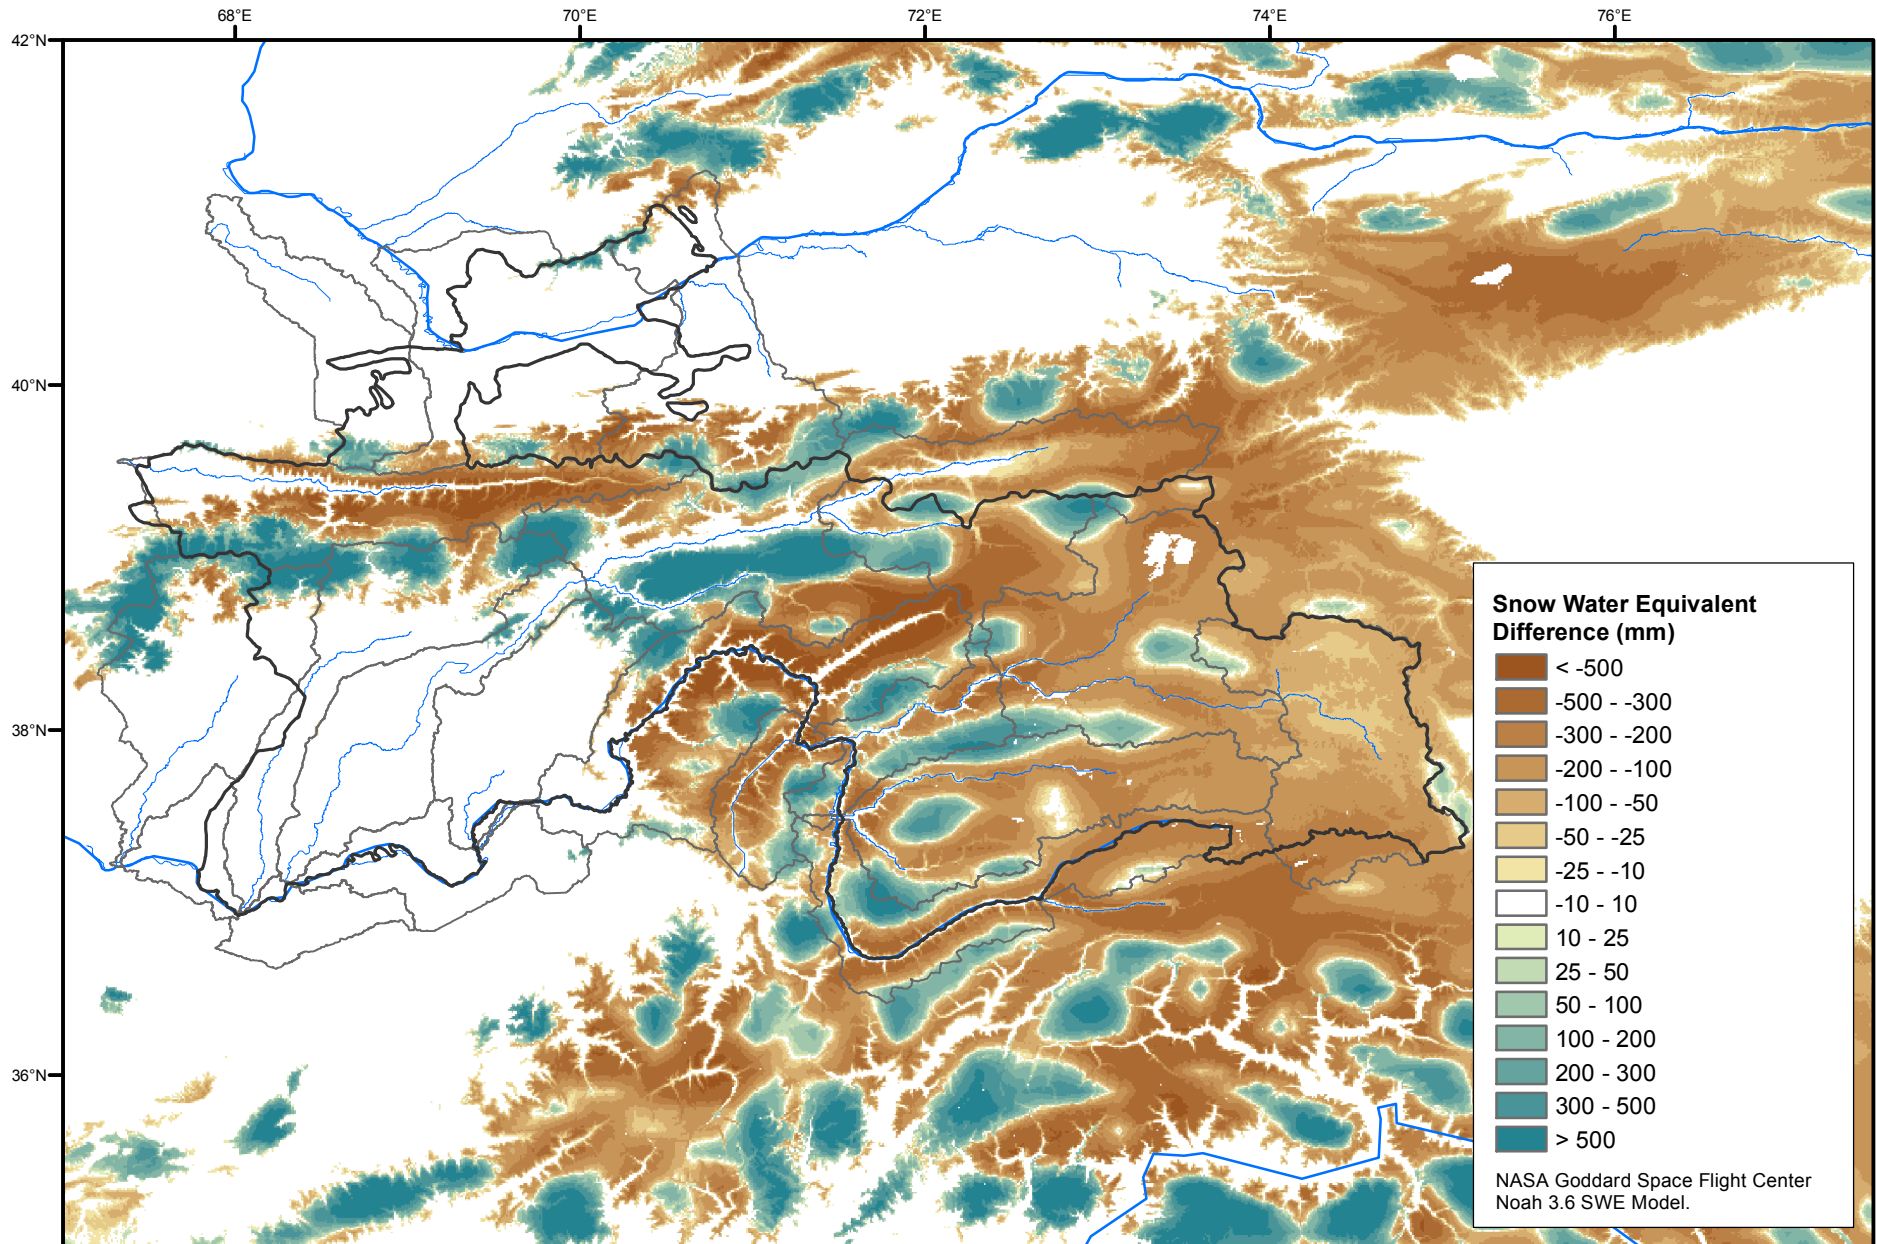 68°E 70°E 72°E 74°E 76°E
42°N
40°N
38°N
36°N
Snow Water Equivalent
Difference (mm)
< -500
-500 - -300
-300 - -200
-200 - -100
-100 - -50
-50 - -25
-25 - -10
-10 - 10
10 - 25
25 - 50
50 - 100
100 - 200
200 - 300
300 - 500
> 500
NASA Goddard Space Flight Center
Noah 3.6 SWE Model.